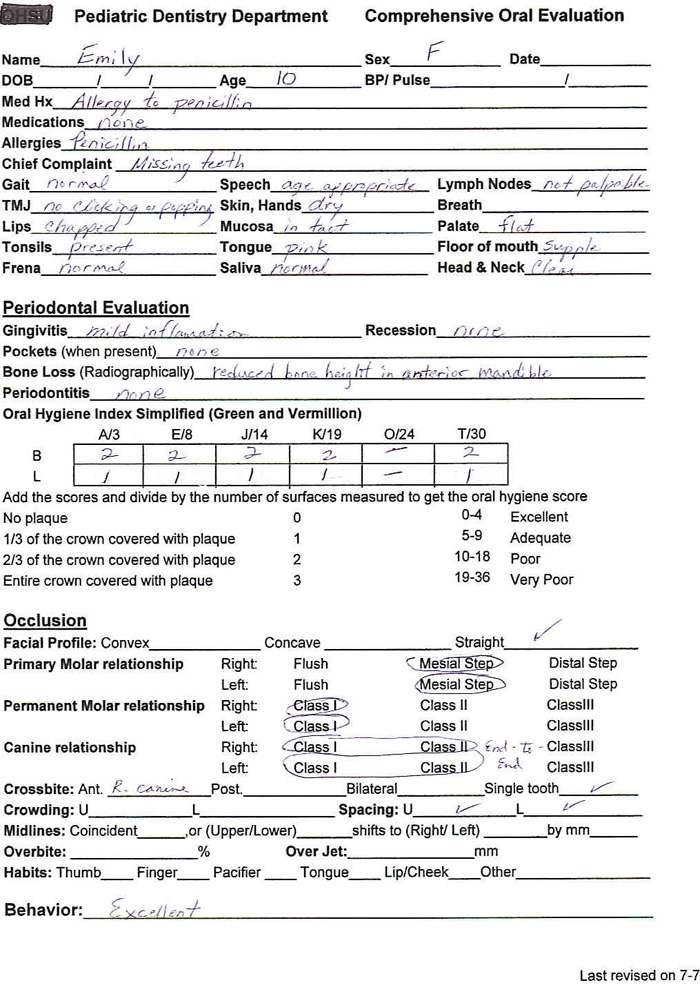 OHSU Pediatric Dentistry Department Comprehensive Oral Evaluation
Name Emily Sex F Date
DOB / / Age 10 BP/ Pulse /
Med Hx Allergy to penicillin
Medications none
Allergies Penicillin
Chief Complaint Missing teeth
Gait normal Speech age appropriate Lymph Nodes not palpable
TMJ no clicking or popping Skin, Hands dry Breath
Lips chapped Mucosa in tact Palate flat
Tonsils present Tongue pink Floor of mouth supple
Frena normal Saliva normal Head & Neck Clear
Periodontal Evaluation
Gingivitis mild inflamation Recession none
Pockets (when present) none
Bone Loss (Radiographically) reduced bone height in anterior mandible
Periodontitis none
Oral Hygiene Index Simplified (Green and Vermillion)
A/3 E/8 J/14 K/19 O/24 T/30
B 2 2 2 2 – 2
L 1 1 1 1 – 1
Add the scores and divide by the number of surfaces measured to get the oral hygiene score
No plaque 0 0-4 Excellent
1/3 of the crown covered with plaque 1 5-9 Adequate
2/3 of the crown covered with plaque 2 10-18 Poor
Entire crown covered with plaque 3 19-36 Very Poor
Occlusion
Facial Profile: Convex Concave Straight ✓
Primary Molar relationship Right: Flush Mesial Step Distal Step
Left: Flush Mesial Step Distal Step
Permanent Molar relationship Right: Class I Class II ClassIII
Left: Class I Class II ClassIII
Canine relationship Right: Class I Class II End-to- ClassIII
Left: Class I Class II End ClassIII
Crossbite: Ant. R. canine Post. Bilateral Single tooth ✓
Crowding: U L Spacing: U ✓ L ✓
Midlines: Coincident ,or (Upper/Lower) shifts to (Right/ Left) by mm
Overbite: % Over Jet: mm
Habits: Thumb Finger Pacifier Tongue Lip/Cheek Other
Behavior: Excellent
Last revised on 7-7